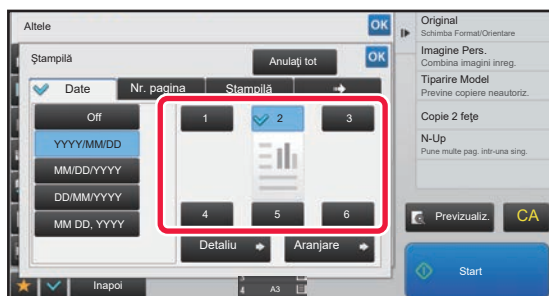 Altele
OK
Ştampilă
Anulaţi tot
OK
Date
Nr. pagina
Ştampilă
Off
YYYY/MM/DD
MM/DD/YYYY
DD/MM/YYYY
MM DD, YYYY
1
2
3
4
5
6
Detaliu
Aranjare
Inapoi
3
4
A3
Original
Schimba Format/Orientare
Imagine Pers.
Combina imagini inreg.
Tiparire Model
Previne copiere neautoriz.
Copie 2 feţe
N-Up
Pune multe pag. intr-una sing.
Previzualiz.
CA
Start